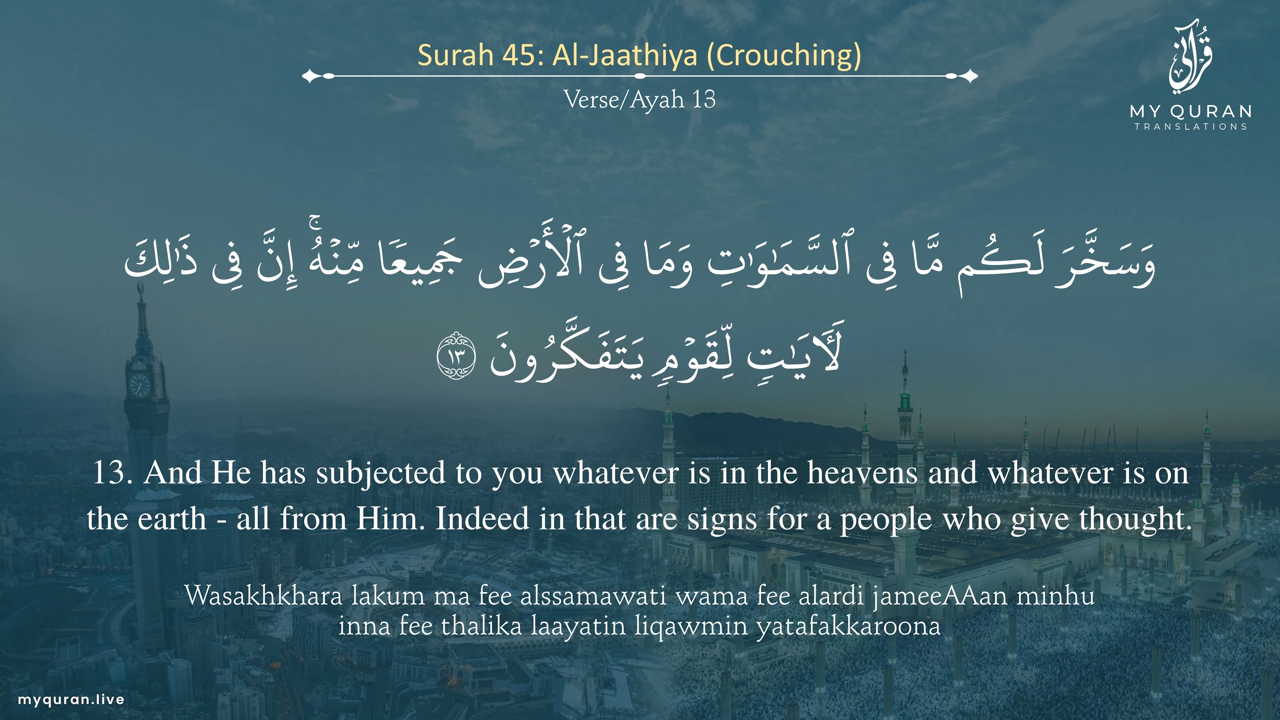 Surah 45: Al-Jaathiya (Crouching)
Verse/Ayah 13
قرآني
MY QURAN
TRANSLATIONS
وَسَخَّرَ لَكُم مَّا فِى ٱلسَّمَـٰوَٰتِ وَمَا فِى ٱلْأَرْضِ جَمِيعًا مِّنْهُ ۚ إِنَّ فِى ذَٰلِكَ
لَـَٔايَـٰتٍ لِّقَوْمٍ يَتَفَكَّرُونَ ١٣
13. And He has subjected to you whatever is in the heavens and whatever is on
the earth - all from Him. Indeed in that are signs for a people who give thought.
Wasakhkhara lakum ma fee alssamawati wama fee alardi jameeAAan minhu
inna fee thalika laayatin liqawmin yatafakkaroona
myquran.live